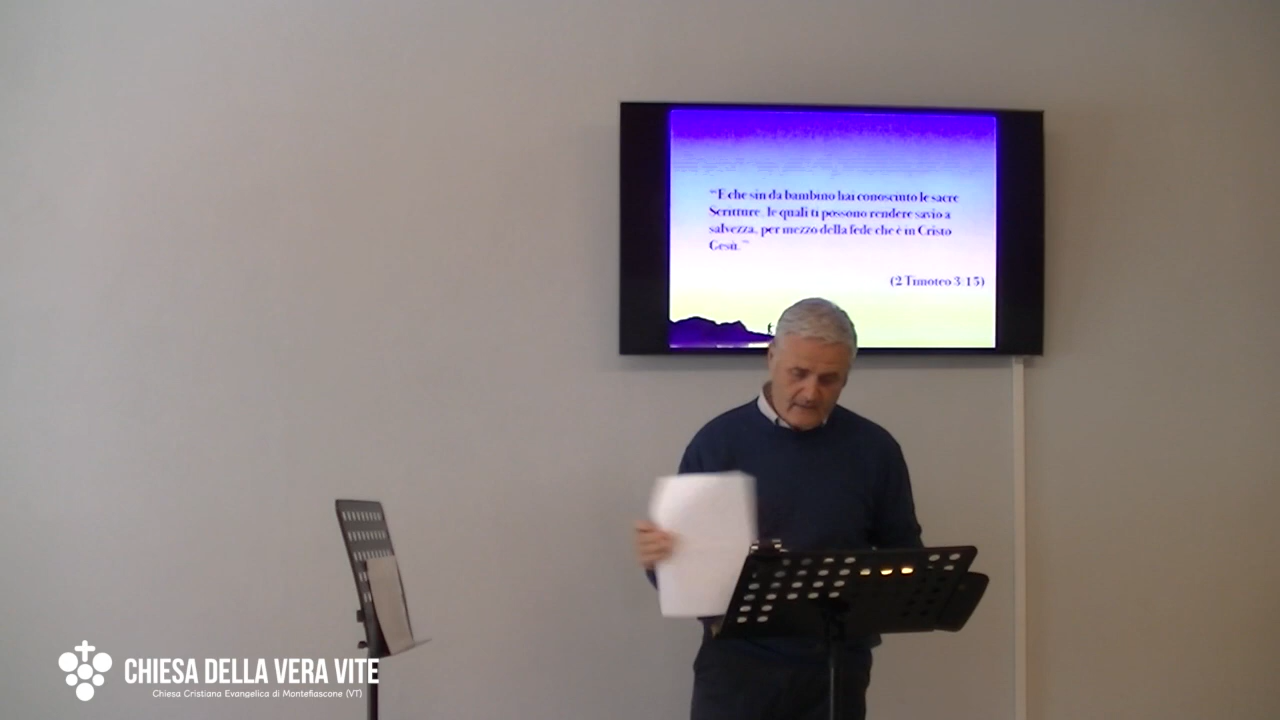 “E che sin da bambino hai conosciuto le sacre
Scritture, le quali ti possono rendere savio a
salvezza, per mezzo della fede che è in Cristo
Gesù.”
(2 Timoteo 3:15)
CHIESA DELLA VERA VITE
Chiesa Cristiana Evangelica di Montefiascone (VT)